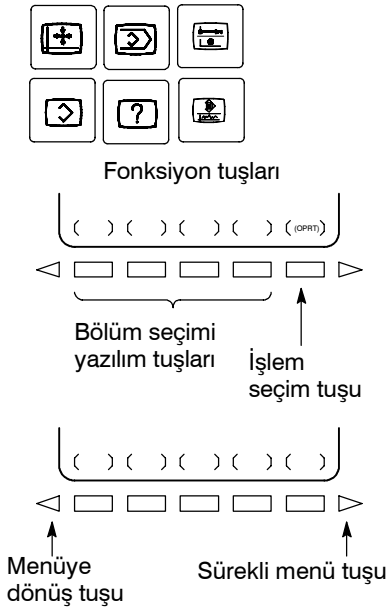 Fonksiyon tuşları
( ) ( ) ( ) ( ) ( (OPRT) )
Bölüm seçimi
yazılım tuşları
İşlem
seçim tuşu
( ) ( ) ( ) ( ) ( )
Menüye
dönüş tuşu
Sürekli menü tuşu